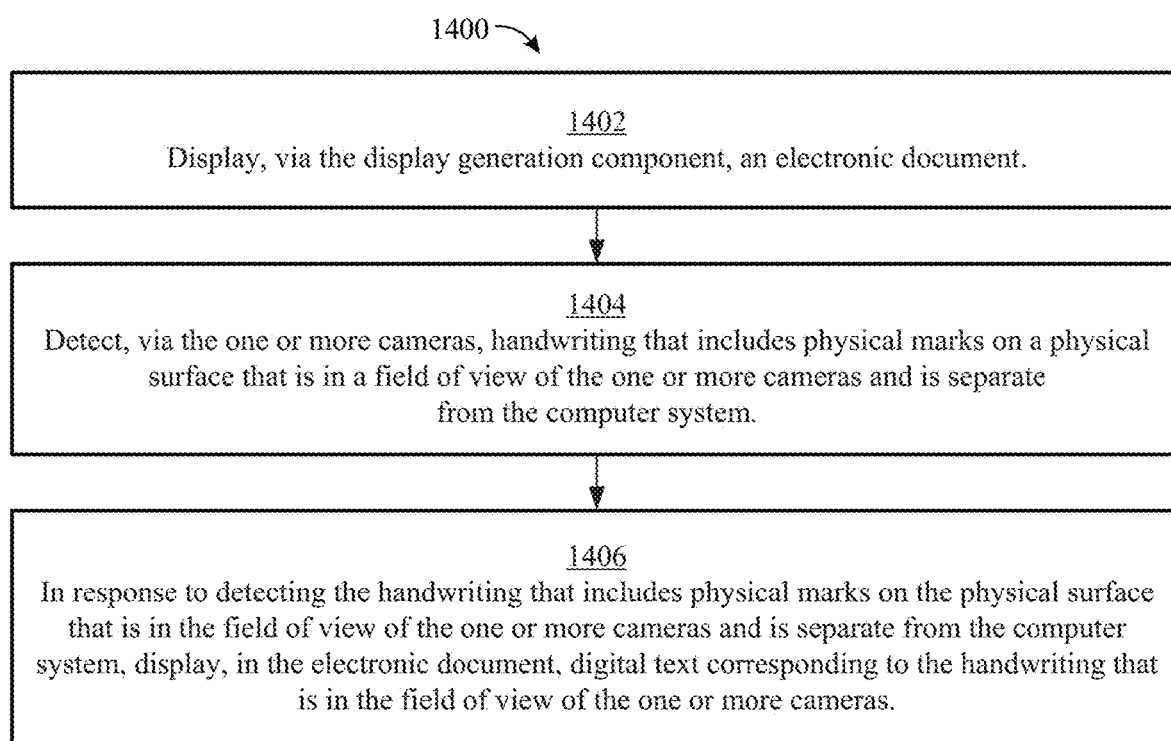 1400
1402
Display, via the display generation component, an electronic document.
1404
Detect, via the one or more cameras, handwriting that includes physical marks on a physical
surface that is in a field of view of the one or more cameras and is separate
from the computer system.
1406
In response to detecting the handwriting that includes physical marks on the physical surface
that is in the field of view of the one or more cameras and is separate from the computer
system, display, in the electronic document, digital text corresponding to the handwriting that
is in the field of view of the one or more cameras.